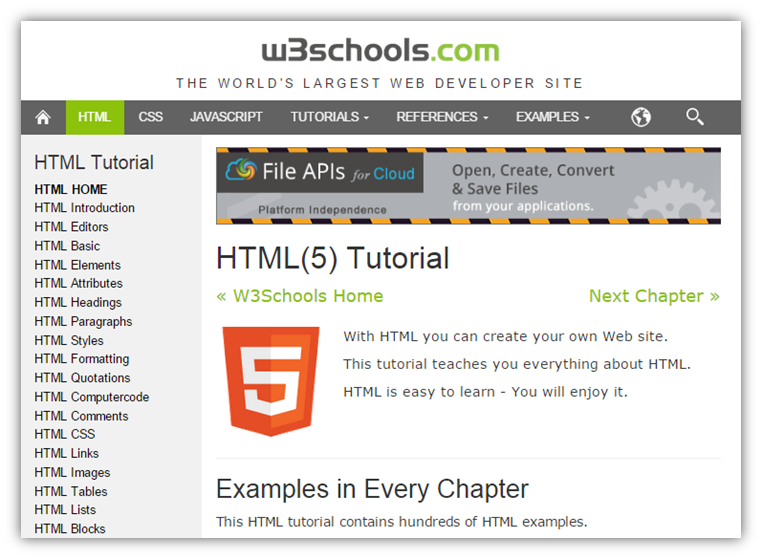 w3schools.com
THE WORLD'S LARGEST WEB DEVELOPER SITE
HTML CSS JAVASCRIPT TUTORIALS REFERENCES EXAMPLES
HTML Tutorial
HTML HOME
HTML Introduction
HTML Editors
HTML Basic
HTML Elements
HTML Attributes
HTML Headings
HTML Paragraphs
HTML Styles
HTML Formatting
HTML Quotations
HTML Computercode
HTML Comments
HTML CSS
HTML Links
HTML Images
HTML Tables
HTML Lists
HTML Blocks
File APIs for Cloud
Platform Independence
Open, Create, Convert
& Save Files
from your applications.
HTML(5) Tutorial
« W3Schools Home Next Chapter »
5
With HTML you can create your own Web site.
This tutorial teaches you everything about HTML.
HTML is easy to learn - You will enjoy it.
Examples in Every Chapter
This HTML tutorial contains hundreds of HTML examples.